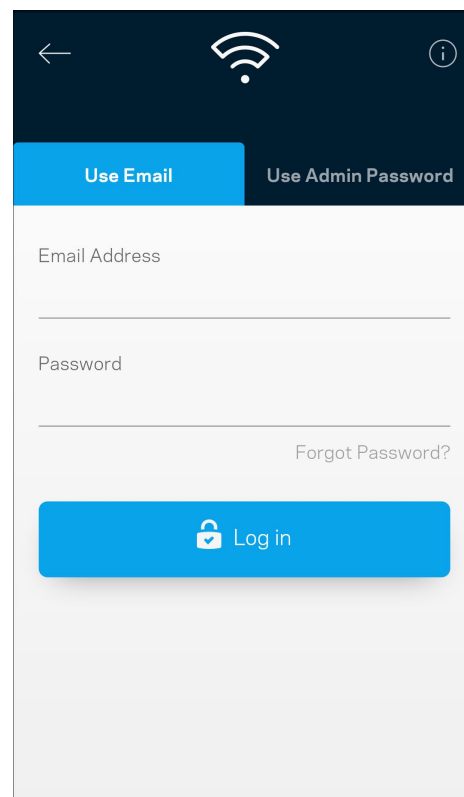 Use Email
Use Admin Password
Email Address
Password
Forgot Password?
Log in